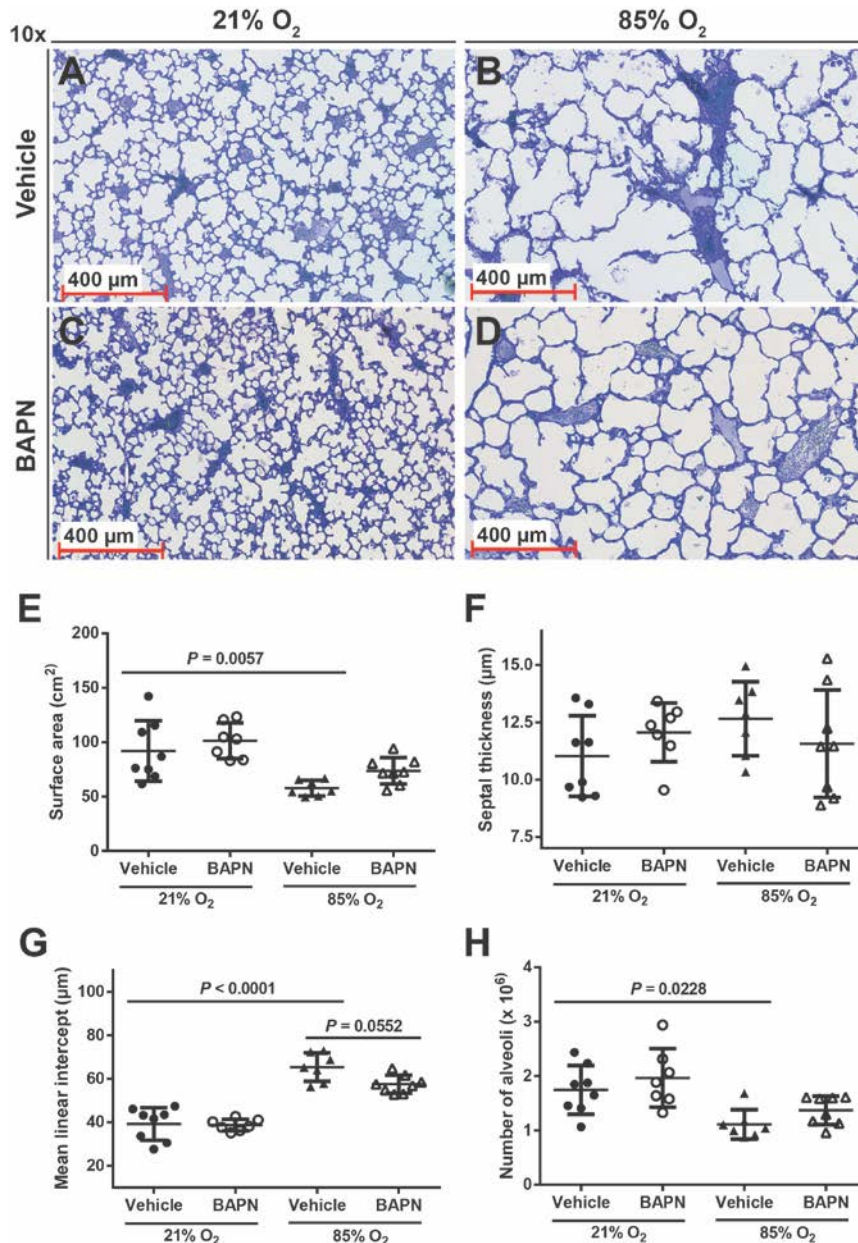 21% O₂ 85% O₂
10x
Vehicle
A
400 µm
B
400 µm
BAPN
C
400 µm
D
400 µm
E
Surface area (cm²)
200
150
100
50
0
P = 0.0057
Vehicle BAPN Vehicle BAPN
21% O₂ 85% O₂
F
Septal thickness (µm)
15.0
12.5
10.0
7.5
Vehicle BAPN Vehicle BAPN
21% O₂ 85% O₂
G
Mean linear intercept (µm)
100
80
60
40
20
P < 0.0001
P = 0.0552
Vehicle BAPN Vehicle BAPN
21% O₂ 85% O₂
H
Number of alveoli (x 10⁶)
4
3
2
1
0
P = 0.0228
Vehicle BAPN Vehicle BAPN
21% O₂ 85% O₂